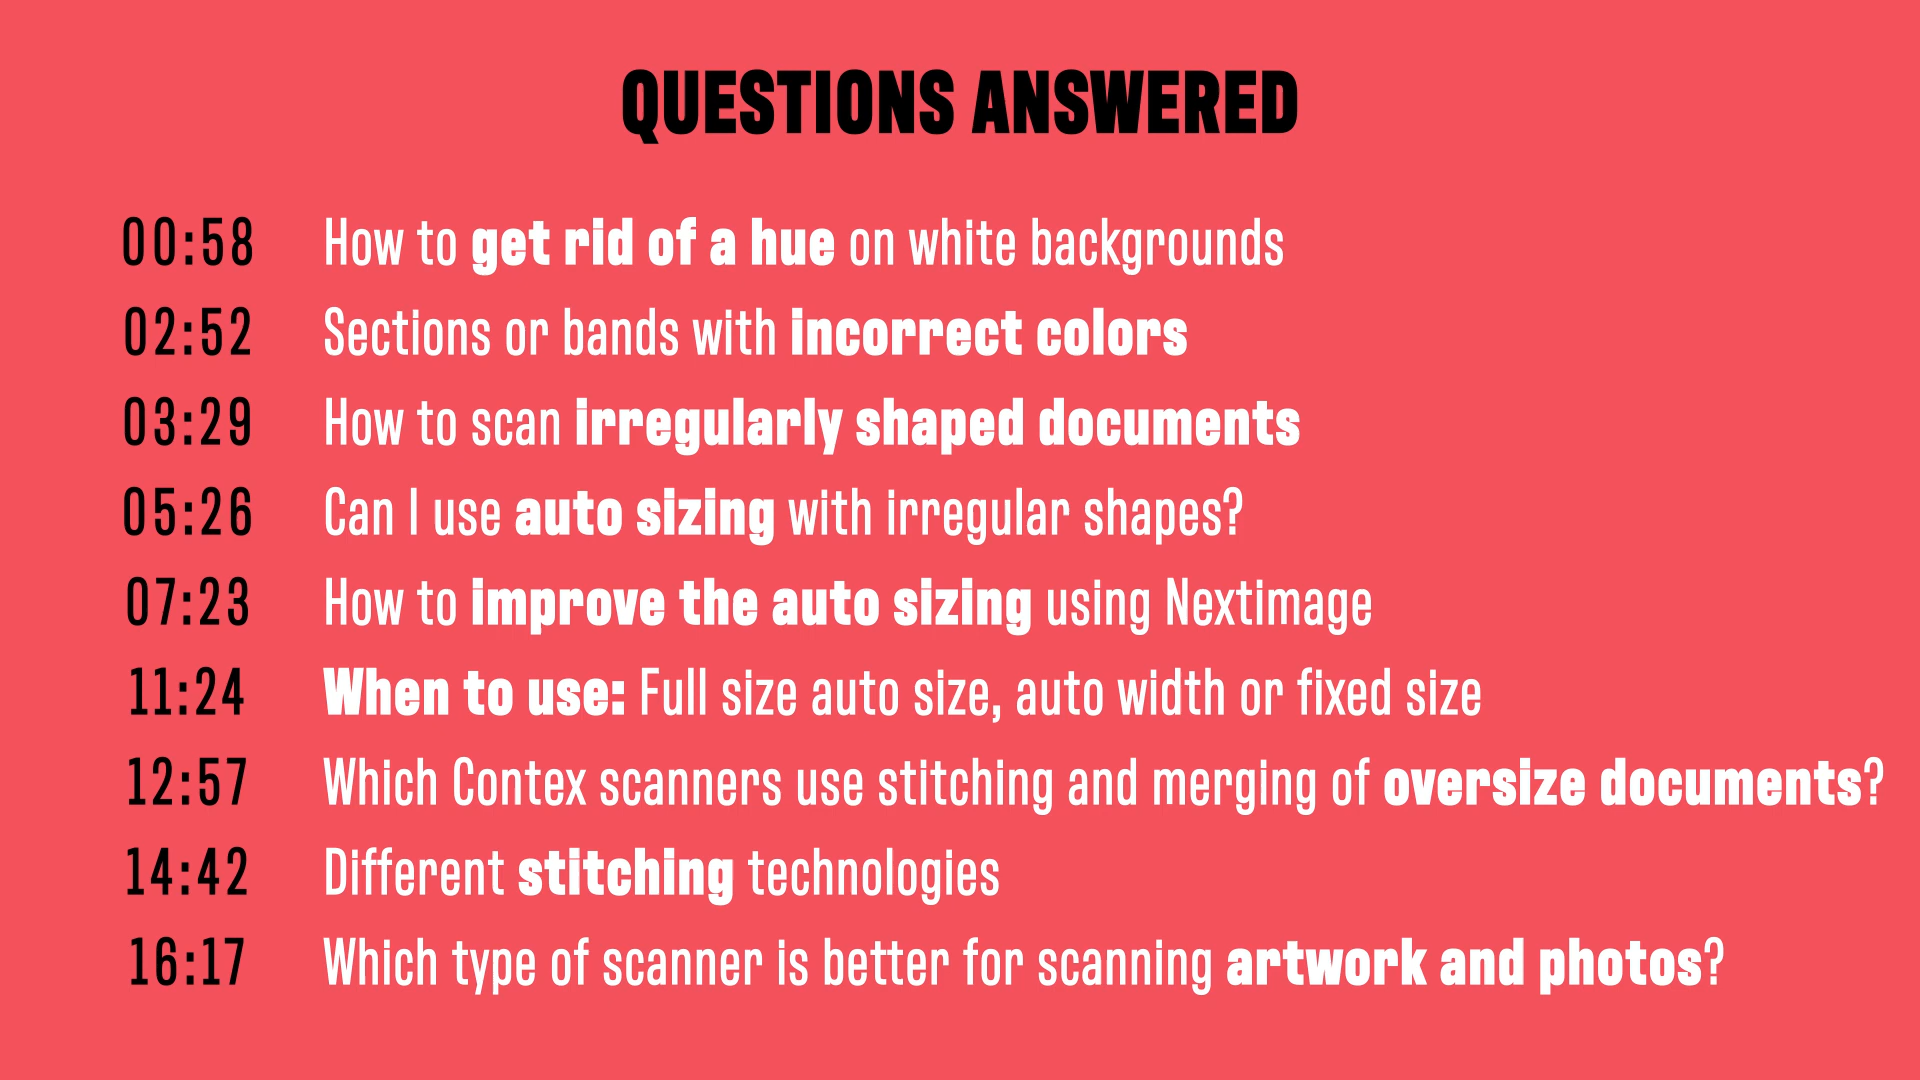 QUESTIONS ANSWERED
00:58 How to get rid of a hue on white backgrounds
02:52 Sections or bands with incorrect colors
03:29 How to scan irregularly shaped documents
05:26 Can I use auto sizing with irregular shapes?
07:23 How to improve the auto sizing using Nextimage
11:24 When to use: Full size auto size, auto width or fixed size
12:57 Which Contex scanners use stitching and merging of oversize documents?
14:42 Different stitching technologies
16:17 Which type of scanner is better for scanning artwork and photos?